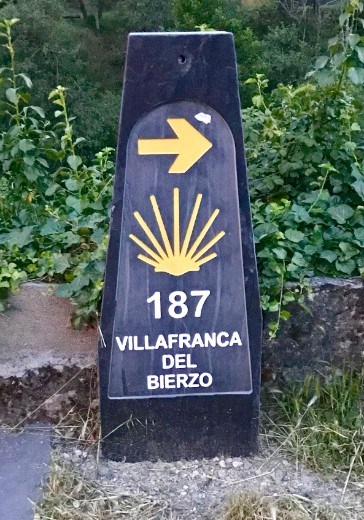 187
VILLAFRANCA
DEL
BIERZO